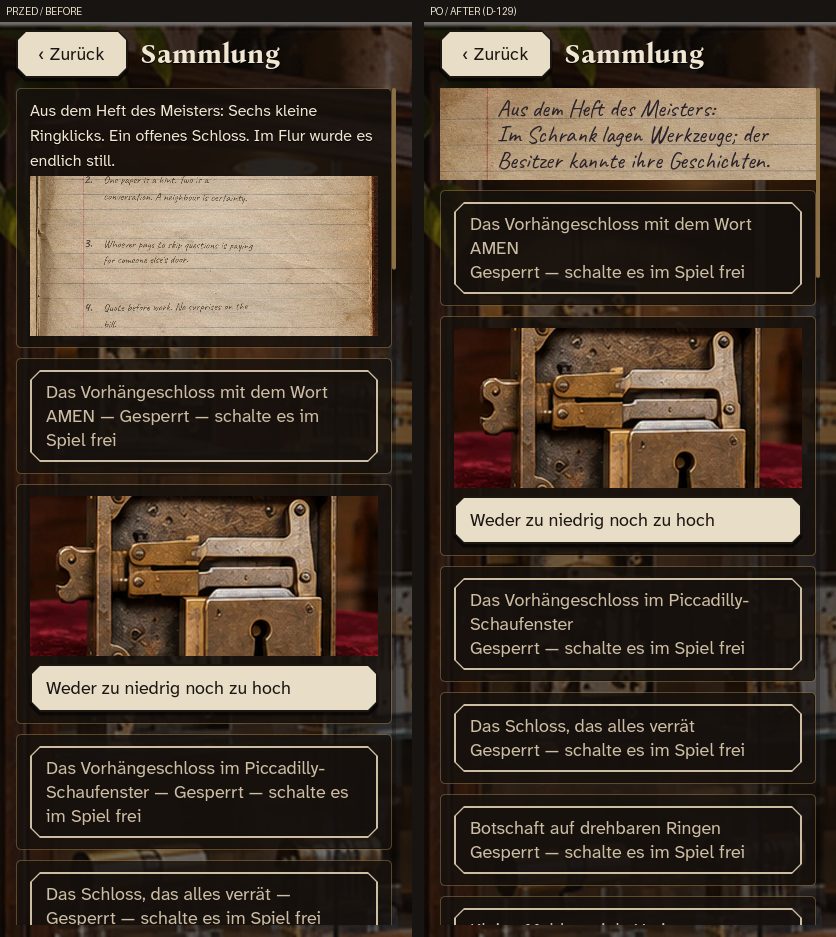 PRZED / BEFORE
‹ Zurück
Sammlung
Aus dem Heft des Meisters: Sechs kleine
Ringklicks. Ein offenes Schloss. Im Flur wurde es
endlich still.
2. One paper is a hint. Two is a
conversation. A neighbour is certainty.
3. Whoever pays to skip questions is paying
for someone else's door.
4. Quote before work. No surprises on the
bill.
Das Vorhängeschloss mit dem Wort
AMEN — Gesperrt — schalte es im
Spiel frei
Weder zu niedrig noch zu hoch
Das Vorhängeschloss im Piccadilly-
Schaufenster — Gesperrt — schalte es
im Spiel frei
Das Schloss, das alles verrät —
Gesperrt — schalte es im Spiel frei
PO / AFTER (D-129)
‹ Zurück
Sammlung
Aus dem Heft des Meisters:
Im Schrank lagen Werkzeuge; der
Besitzer kannte ihre Geschichten.
Das Vorhängeschloss mit dem Wort
AMEN
Gesperrt — schalte es im Spiel frei
Weder zu niedrig noch zu hoch
Das Vorhängeschloss im Piccadilly-
Schaufenster
Gesperrt — schalte es im Spiel frei
Das Schloss, das alles verrät
Gesperrt — schalte es im Spiel frei
Botschaft auf drehbaren Ringen
Gesperrt — schalte es im Spiel frei